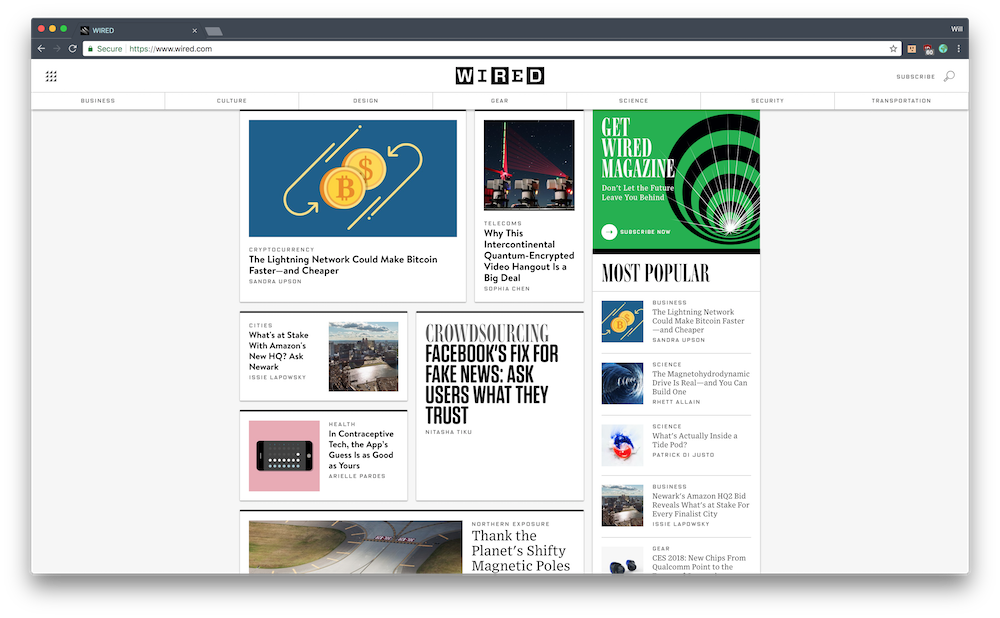 WIRED
Will
Secure
https://www.wired.com
80
WIRED
SUBSCRIBE
BUSINESS
CULTURE
DESIGN
GEAR
SCIENCE
SECURITY
TRANSPORTATION
CRYPTOCURRENCY
The Lightning Network Could Make Bitcoin
Faster—and Cheaper
SANDRA UPSON
TELECOMS
Why This
Intercontinental
Quantum-Encrypted
Video Hangout Is a
Big Deal
SOPHIA CHEN
CITIES
What's at Stake
With Amazon's
New HQ? Ask
Newark
ISSIE LAPOWSKY
HEALTH
In Contraceptive
Tech, the App's
Guess Is as Good
as Yours
ARIELLE PARDES
CROWDSOURCING
FACEBOOK'S FIX FOR
FAKE NEWS: ASK
USERS WHAT THEY
TRUST
NITASHA TIKU
NORTHERN EXPOSURE
Thank the
Planet's Shifty
Magnetic Poles
GET
WIRED
MAGAZINE
Don't Let the Future
Leave You Behind
SUBSCRIBE NOW
MOST POPULAR
BUSINESS
The Lightning Network
Could Make Bitcoin Faster
—and Cheaper
SANDRA UPSON
SCIENCE
The Magnetohydrodynamic
Drive Is Real—and You Can
Build One
RHETT ALLAIN
SCIENCE
What's Actually Inside a
Tide Pod?
PATRICK DI JUSTO
BUSINESS
Newark's Amazon HQ2 Bid
Reveals What's at Stake For
Every Finalist City
ISSIE LAPOWSKY
GEAR
CES 2018: New Chips From
Qualcomm Point to the